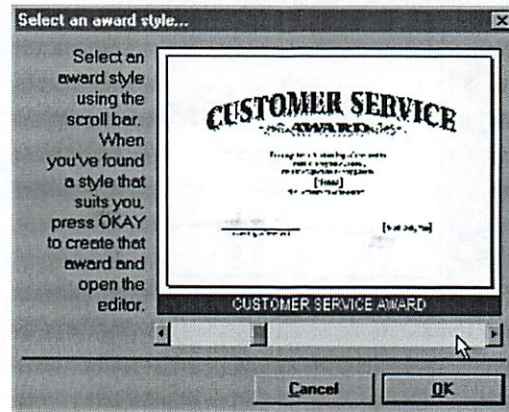 Select an award style...
Select an
award style
using the
scroll bar.
When
you've found
a style that
suits you,
press OKAY
to create that
award and
open the
editor.
CUSTOMER SERVICE
AWARD
CUSTOMER SERVICE AWARD
Cancel
OK